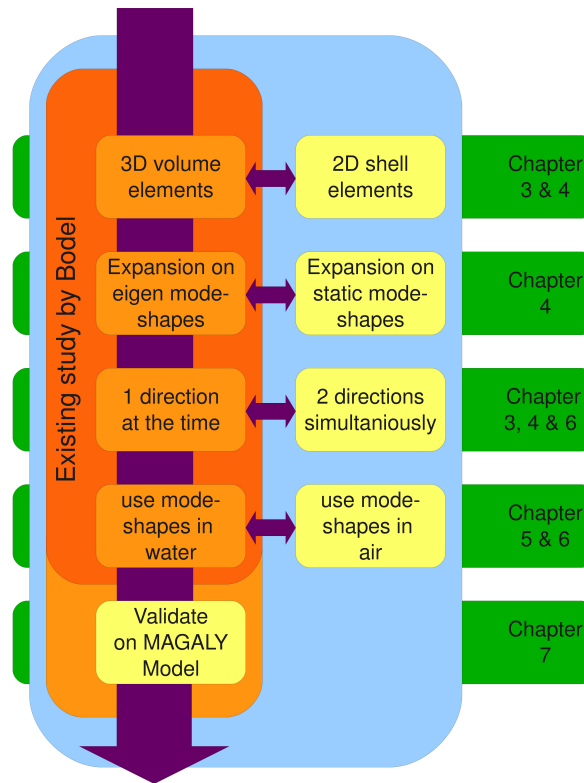 Existing study by Bodel
3D volume
elements
2D shell
elements
Chapter
3 & 4
Expansion on
eigen mode-
shapes
Expansion on
static mode-
shapes
Chapter
4
1 direction
at the time
2 directions
simultaniously
Chapter
3, 4 & 6
use mode-
shapes in
water
use mode-
shapes in
air
Chapter
5 & 6
Validate
on MAGALY
Model
Chapter
7